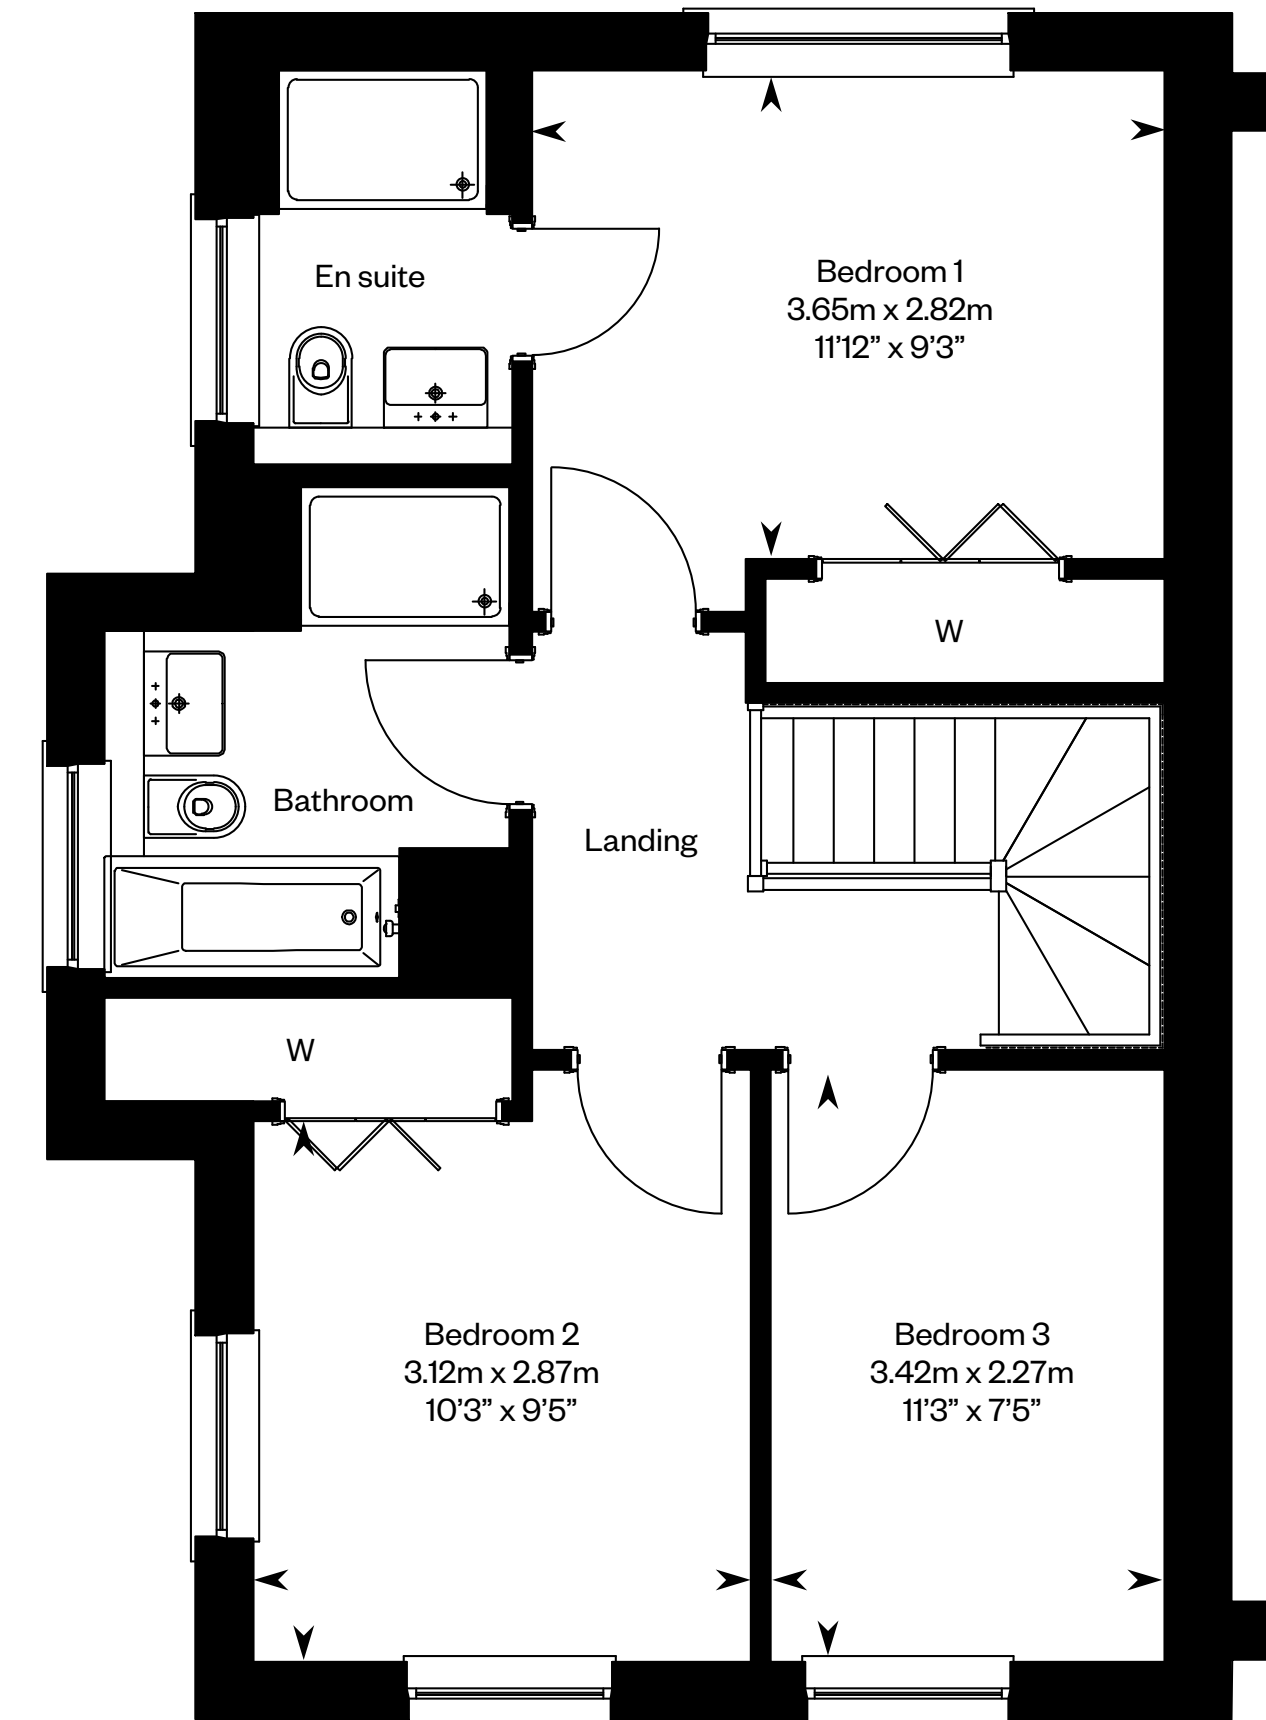 En suite
Bedroom 1
3.65m x 2.82m
11’12” x 9’3”
W
Bathroom
Landing
W
Bedroom 2
3.12m x 2.87m
10’3” x 9’5”
Bedroom 3
3.42m x 2.27m
11’3” x 7’5”